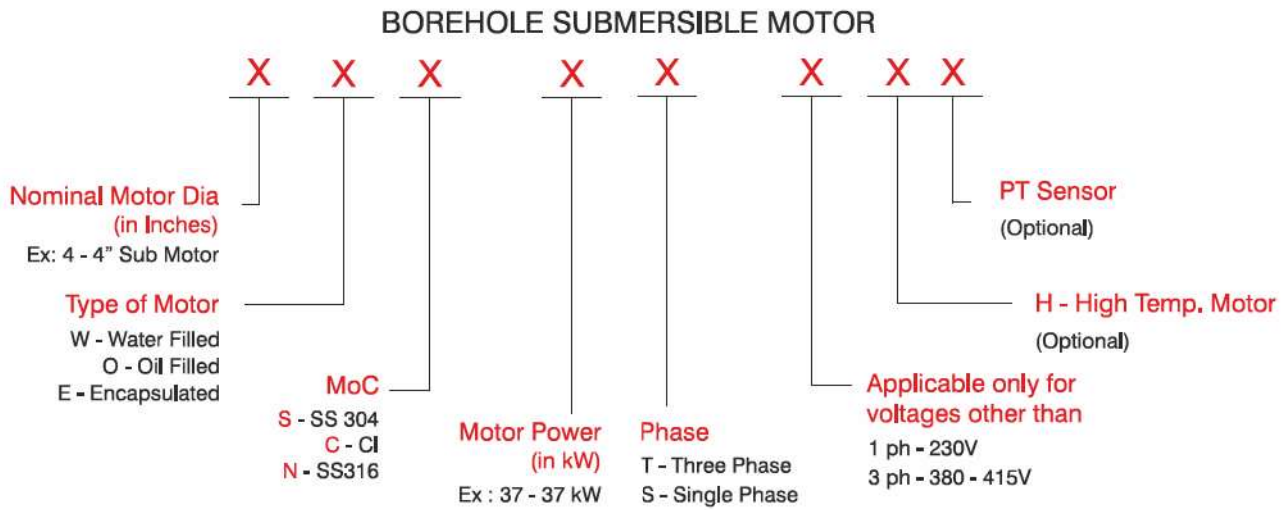 BOREHOLE SUBMERSIBLE MOTOR
X X X X X X X X
Nominal Motor Dia
(in Inches)
Ex: 4 - 4” Sub Motor
Type of Motor
W - Water Filled
O - Oil Filled
E - Encapsulated
MoC
S - SS 304
C - CI
N - SS316
Motor Power
(in kW)
Ex : 37 - 37 kW
Phase
T - Three Phase
S - Single Phase
Applicable only for
voltages other than
1 ph - 230V
3 ph - 380 - 415V
H - High Temp. Motor
(Optional)
PT Sensor
(Optional)